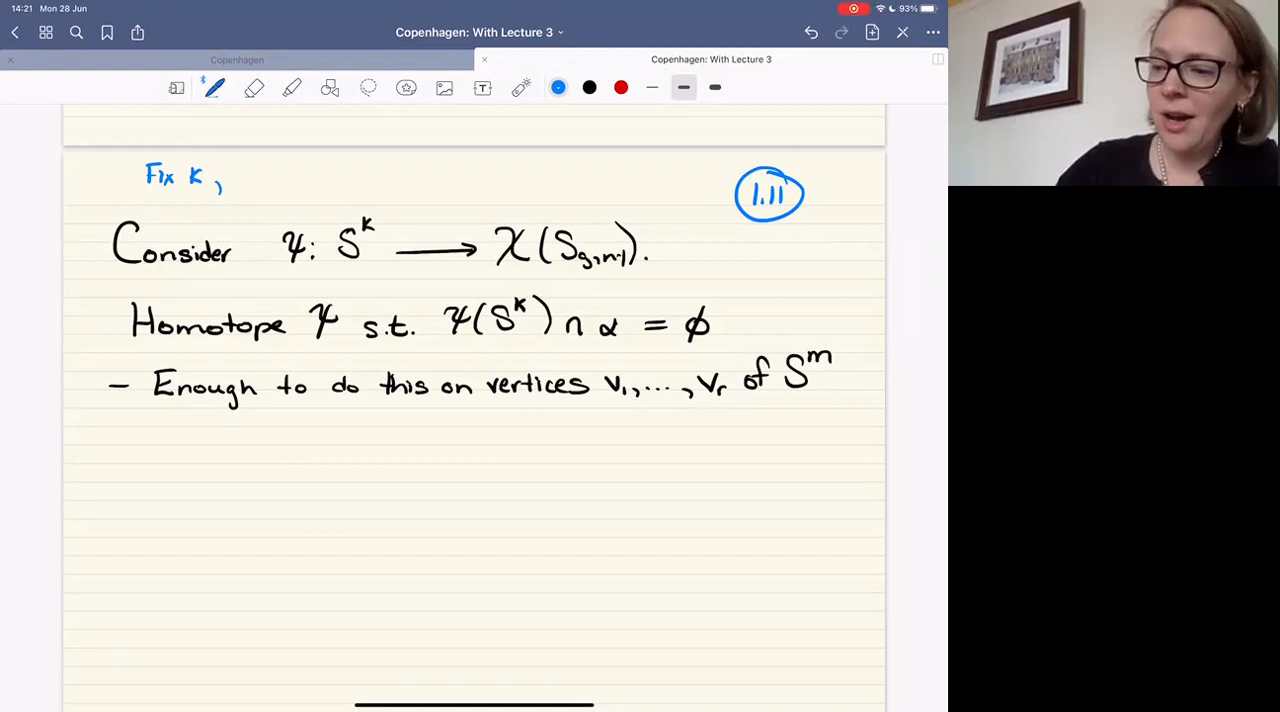 14:21 Mon 28 Jun
93%
Copenhagen: With Lecture 3
Copenhagen
Copenhagen: With Lecture 3
Fix k,
1.11
Consider ψ: S^k ⟶ χ(S_{g,n-1}).
Homotope ψ s.t. ψ(S^k) ∩ α = ϕ
- Enough to do this on vertices v_1, ..., v_r of S^m